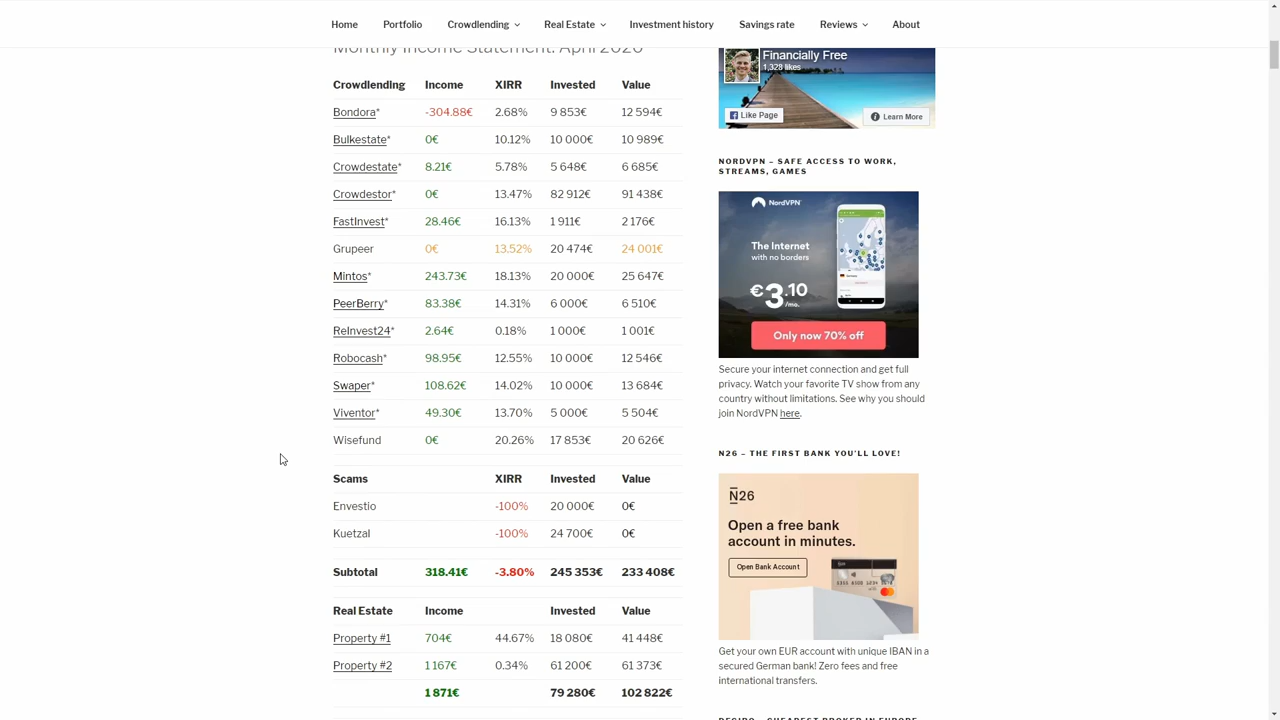 Home Portfolio Crowdlending Real Estate Investment history Savings rate Reviews About
Monthly Income Statement: April 2020
Crowdlending Income XIRR Invested Value
Bondora* -304.88€ 2.68% 9 853€ 12 594€
Bulkestate* 0€ 10.12% 10 000€ 10 989€
Crowdestate* 8.21€ 5.78% 5 648€ 6 685€
Crowdestor* 0€ 13.47% 82 912€ 91 438€
FastInvest* 28.46€ 16.13% 1 911€ 2 176€
Grupeer 0€ 13.52% 20 474€ 24 001€
Mintos* 243.73€ 18.13% 20 000€ 25 647€
PeerBerry* 83.38€ 14.31% 6 000€ 6 510€
ReInvest24* 2.64€ 0.18% 1 000€ 1 001€
Robocash* 98.95€ 12.55% 10 000€ 12 546€
Swaper* 108.62€ 14.02% 10 000€ 13 684€
Viventor* 49.30€ 13.70% 5 000€ 5 504€
Wisefund 0€ 20.26% 17 853€ 20 626€
Scams XIRR Invested Value
Envestio -100% 20 000€ 0€
Kuetzal -100% 24 700€ 0€
Subtotal 318.41€ -3.80% 245 353€ 233 408€
Real Estate Income Invested Value
Property #1 704€ 44.67% 18 080€ 41 448€
Property #2 1 167€ 0.34% 61 200€ 61 373€
1 871€ 79 280€ 102 822€
Financially Free
1,328 likes
Like Page Learn More
NORDVPN – SAFE ACCESS TO WORK,
STREAMS, GAMES
NordVPN
The Internet
with no borders
€3.10
/mo.
Only now 70% off
Secure your internet connection and get full
privacy. Watch your favorite TV show from any
country without limitations. See why you should
join NordVPN here.
N26 – THE FIRST BANK YOU'LL LOVE!
N26
Open a free bank
account in minutes.
Open Bank Account
Get your own EUR account with unique IBAN in a
secured German bank! Zero fees and free
international transfers.